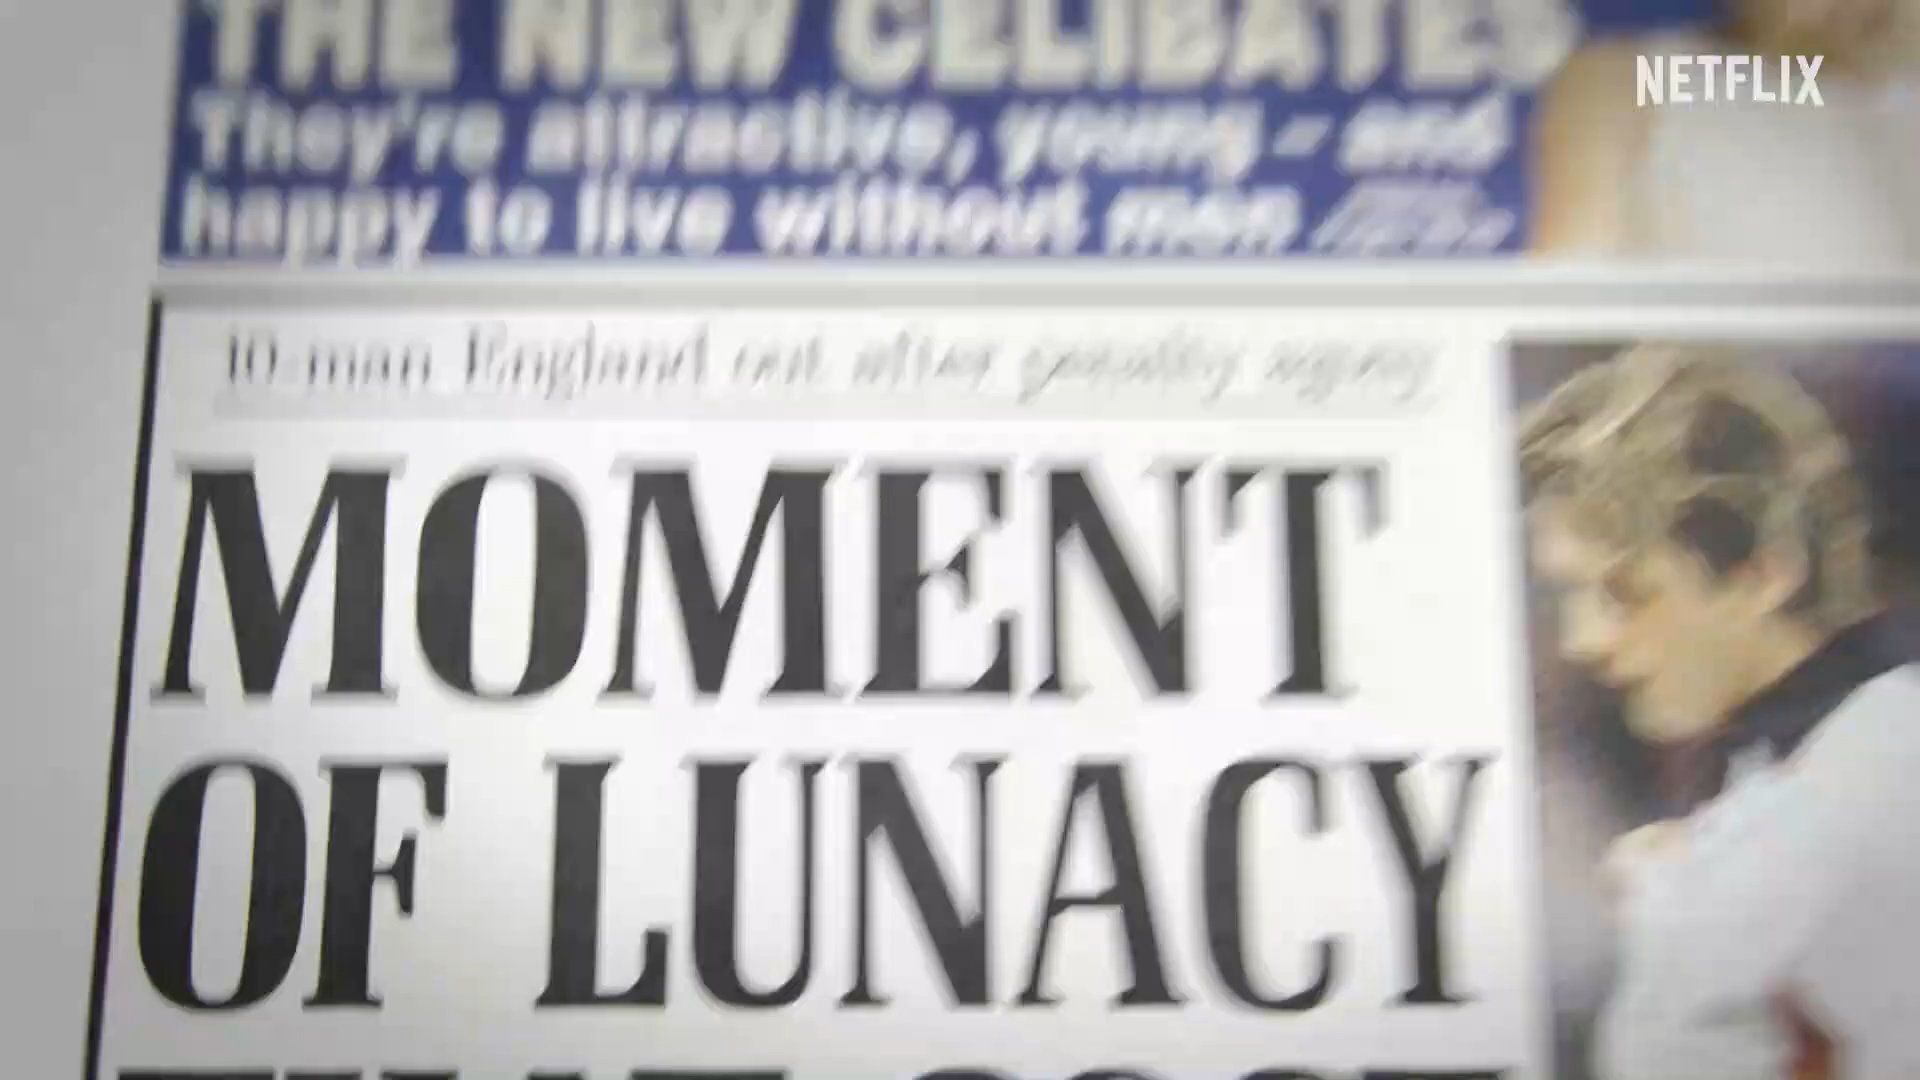 THE NEW CELIBATES
NETFLIX
They're attractive, young – and
happy to live without men
10-man England out after penalty agony
MOMENT
OF LUNACY